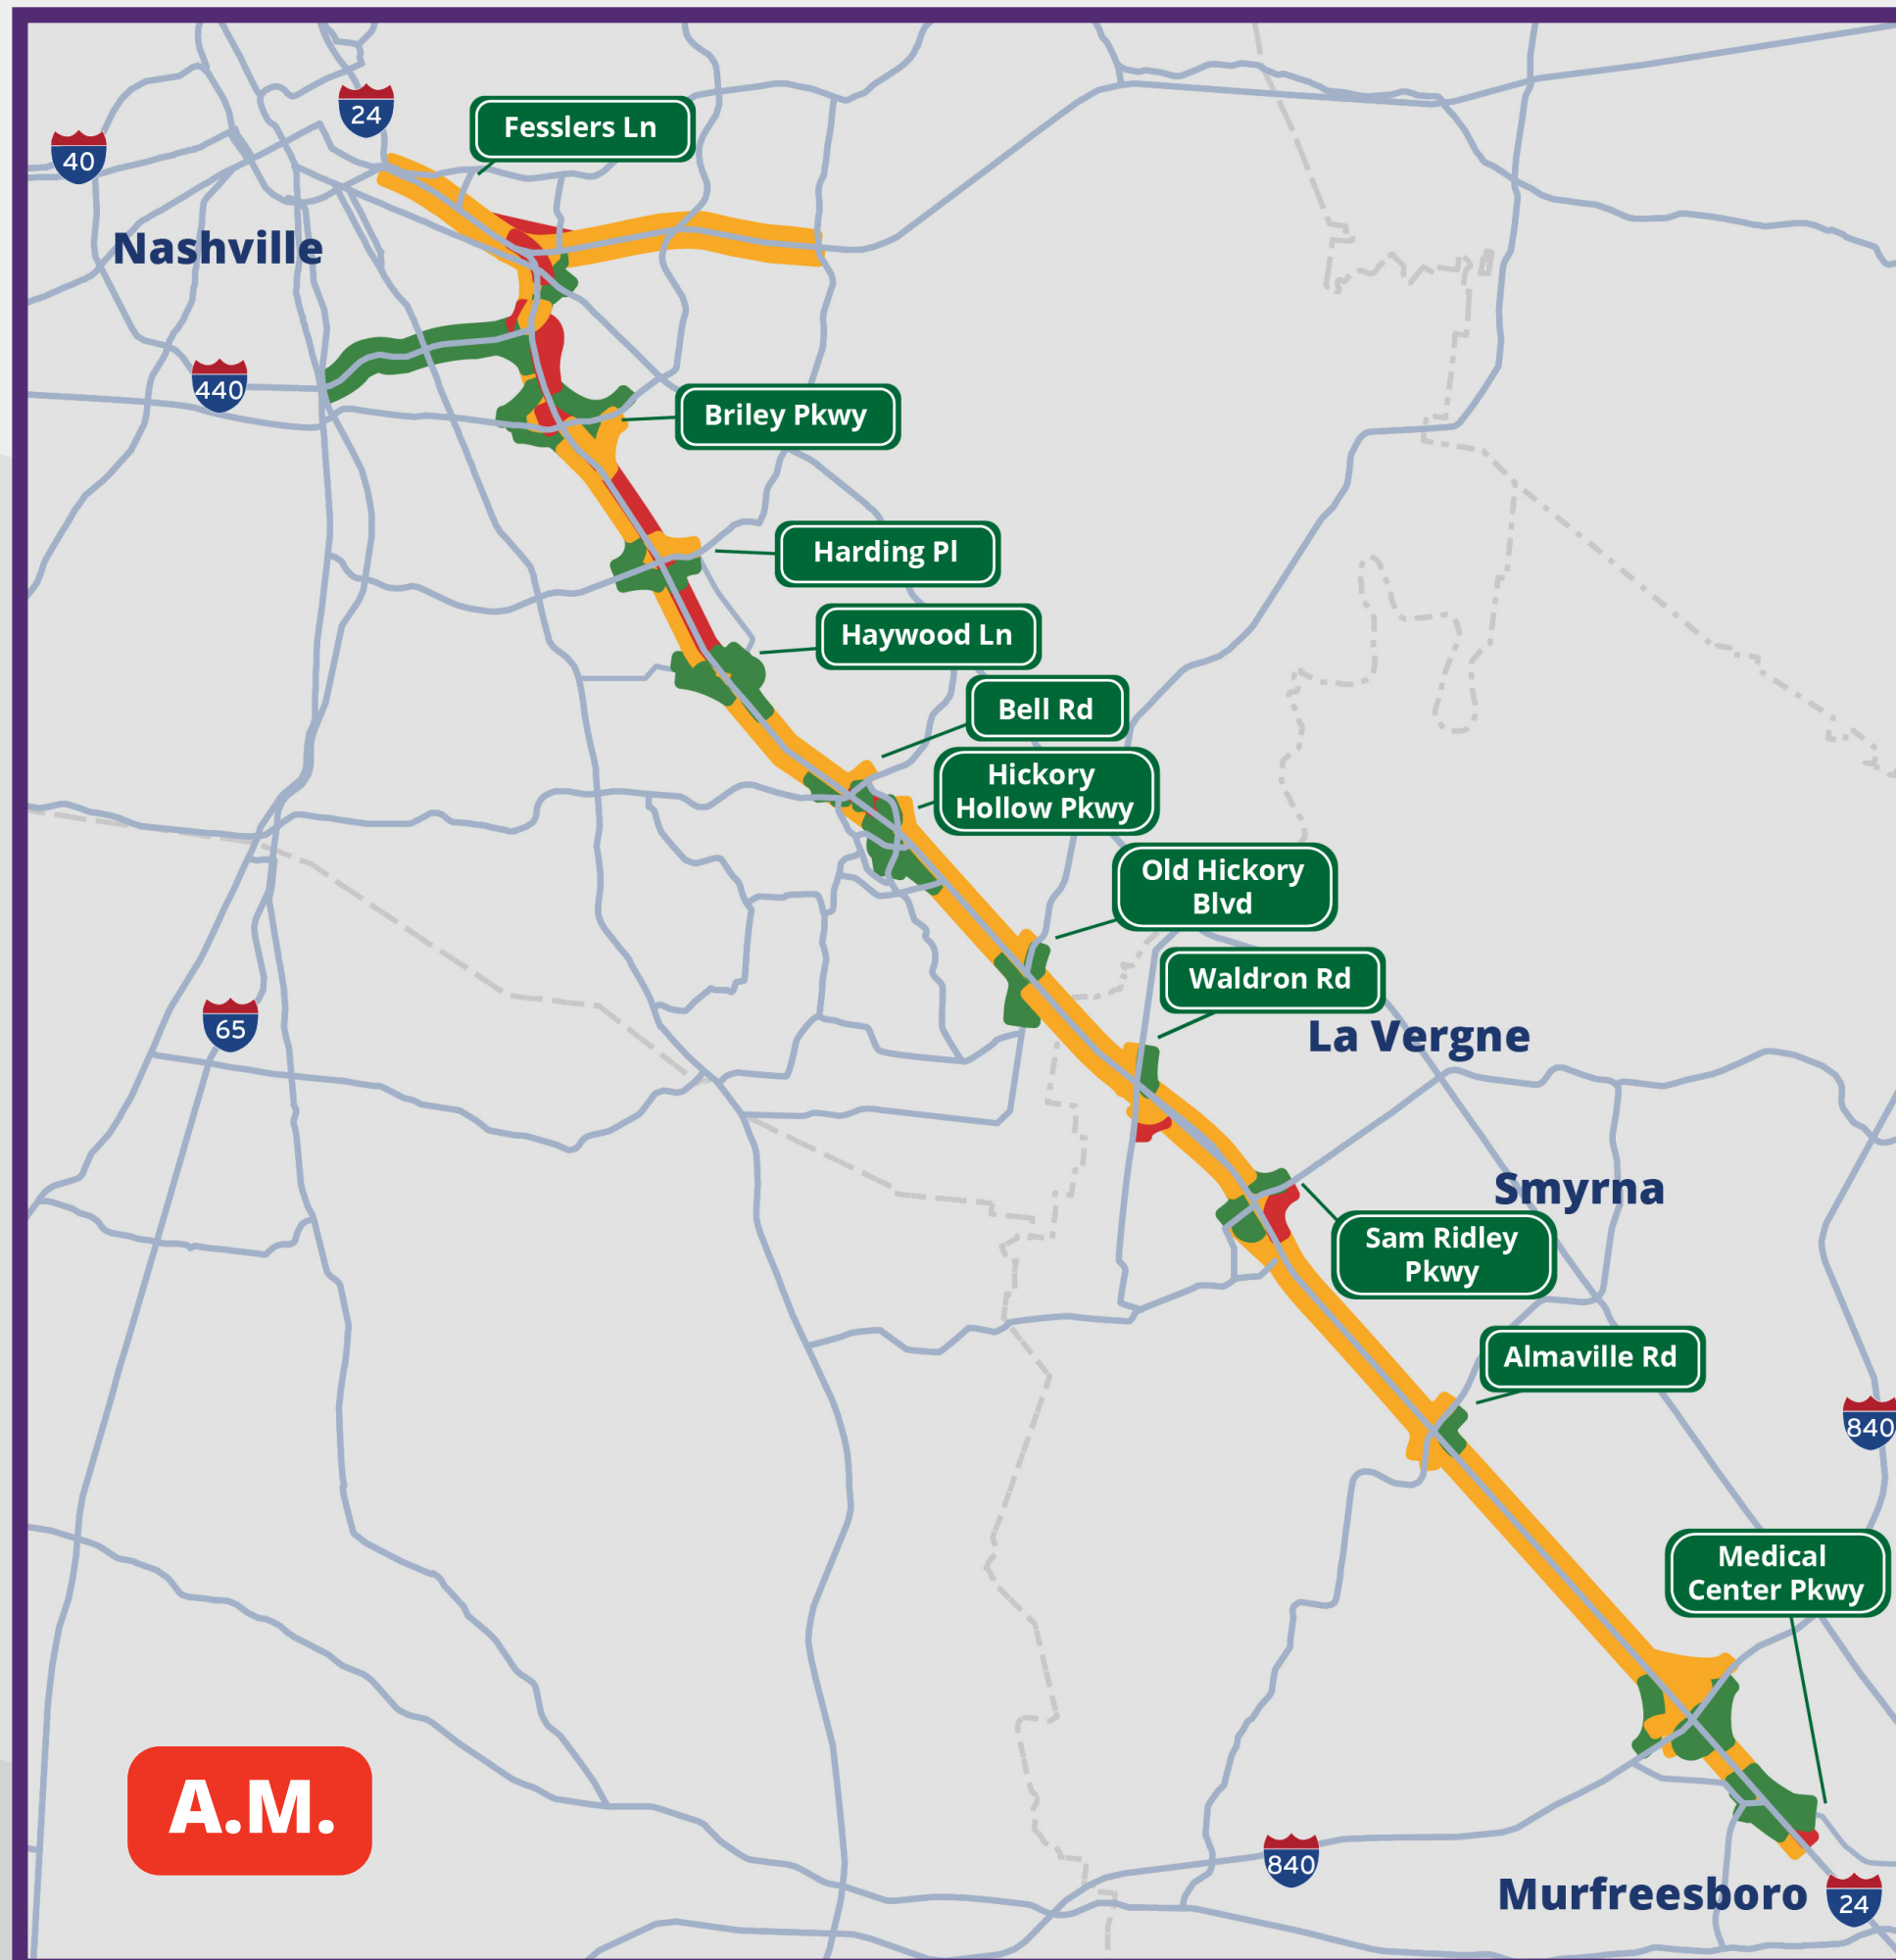 24
Fesslers Ln
40
Nashville
440
Briley Pkwy
Harding Pl
Haywood Ln
Bell Rd
Hickory
Hollow Pkwy
Old Hickory
Blvd
Waldron Rd
65
La Vergne
Smyrna
Sam Ridley
Pkwy
Almaville Rd
840
Medical
Center Pkwy
A.M.
840
Murfreesboro
24